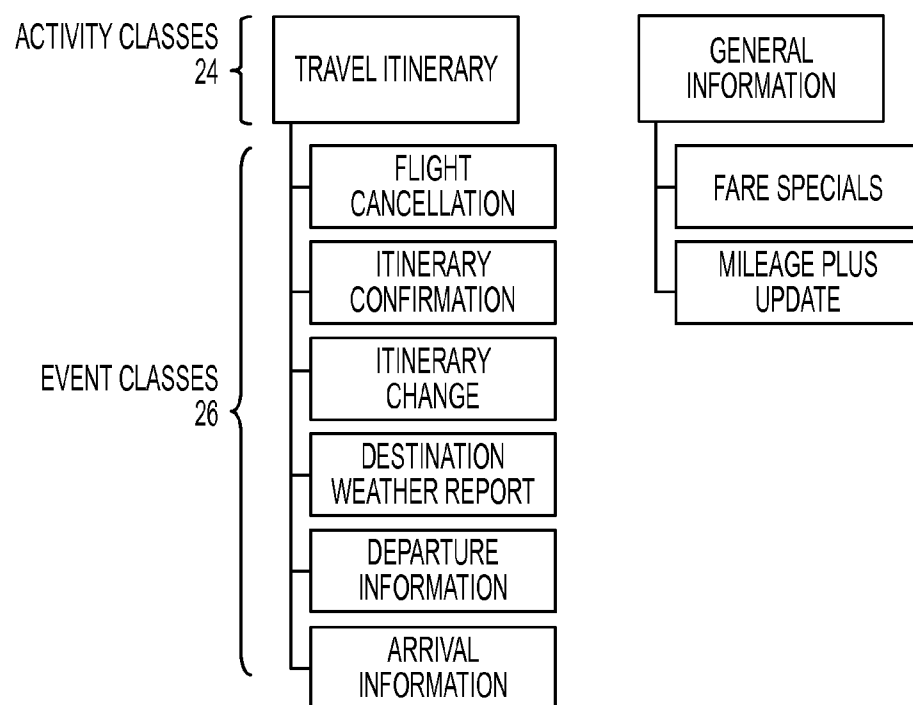 ACTIVITY CLASSES
24
TRAVEL ITINERARY
GENERAL
INFORMATION
EVENT CLASSES
26
FLIGHT
CANCELLATION
ITINERARY
CONFIRMATION
ITINERARY
CHANGE
DESTINATION
WEATHER REPORT
DEPARTURE
INFORMATION
ARRIVAL
INFORMATION
FARE SPECIALS
MILEAGE PLUS
UPDATE